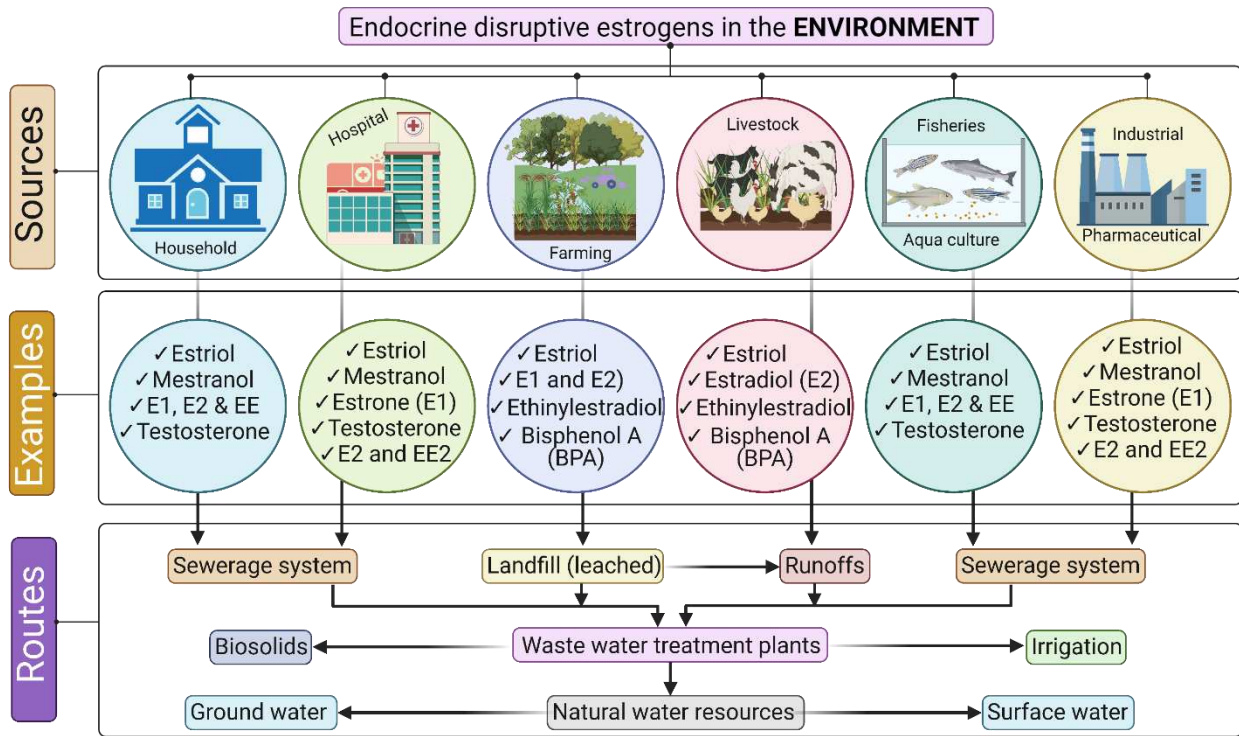 Endocrine disruptive estrogens in the ENVIRONMENT
Sources
Household
Hospital
Farming
Livestock
Fisheries
Aqua culture
Industrial
Pharmaceutical
Examples
✓Estriol
✓Mestranol
✓E1, E2 & EE
✓Testosterone
✓Estriol
✓Mestranol
✓Estrone (E1)
✓Testosterone
✓E2 and EE2
✓Estriol
✓E1 and E2)
✓Ethinylestradiol
✓ Bisphenol A
(BPA)
✓Estriol
✓Estradiol (E2)
✓Ethinylestradiol
✓ Bisphenol A
(BPA)
✓Estriol
✓Mestranol
✓E1, E2 & EE
✓Testosterone
✓Estriol
✓Mestranol
✓Estrone (E1)
✓Testosterone
✓E2 and EE2
Routes
Sewerage system
Landfill (leached)
Runoffs
Sewerage system
Biosolids
Waste water treatment plants
Irrigation
Ground water
Natural water resources
Surface water